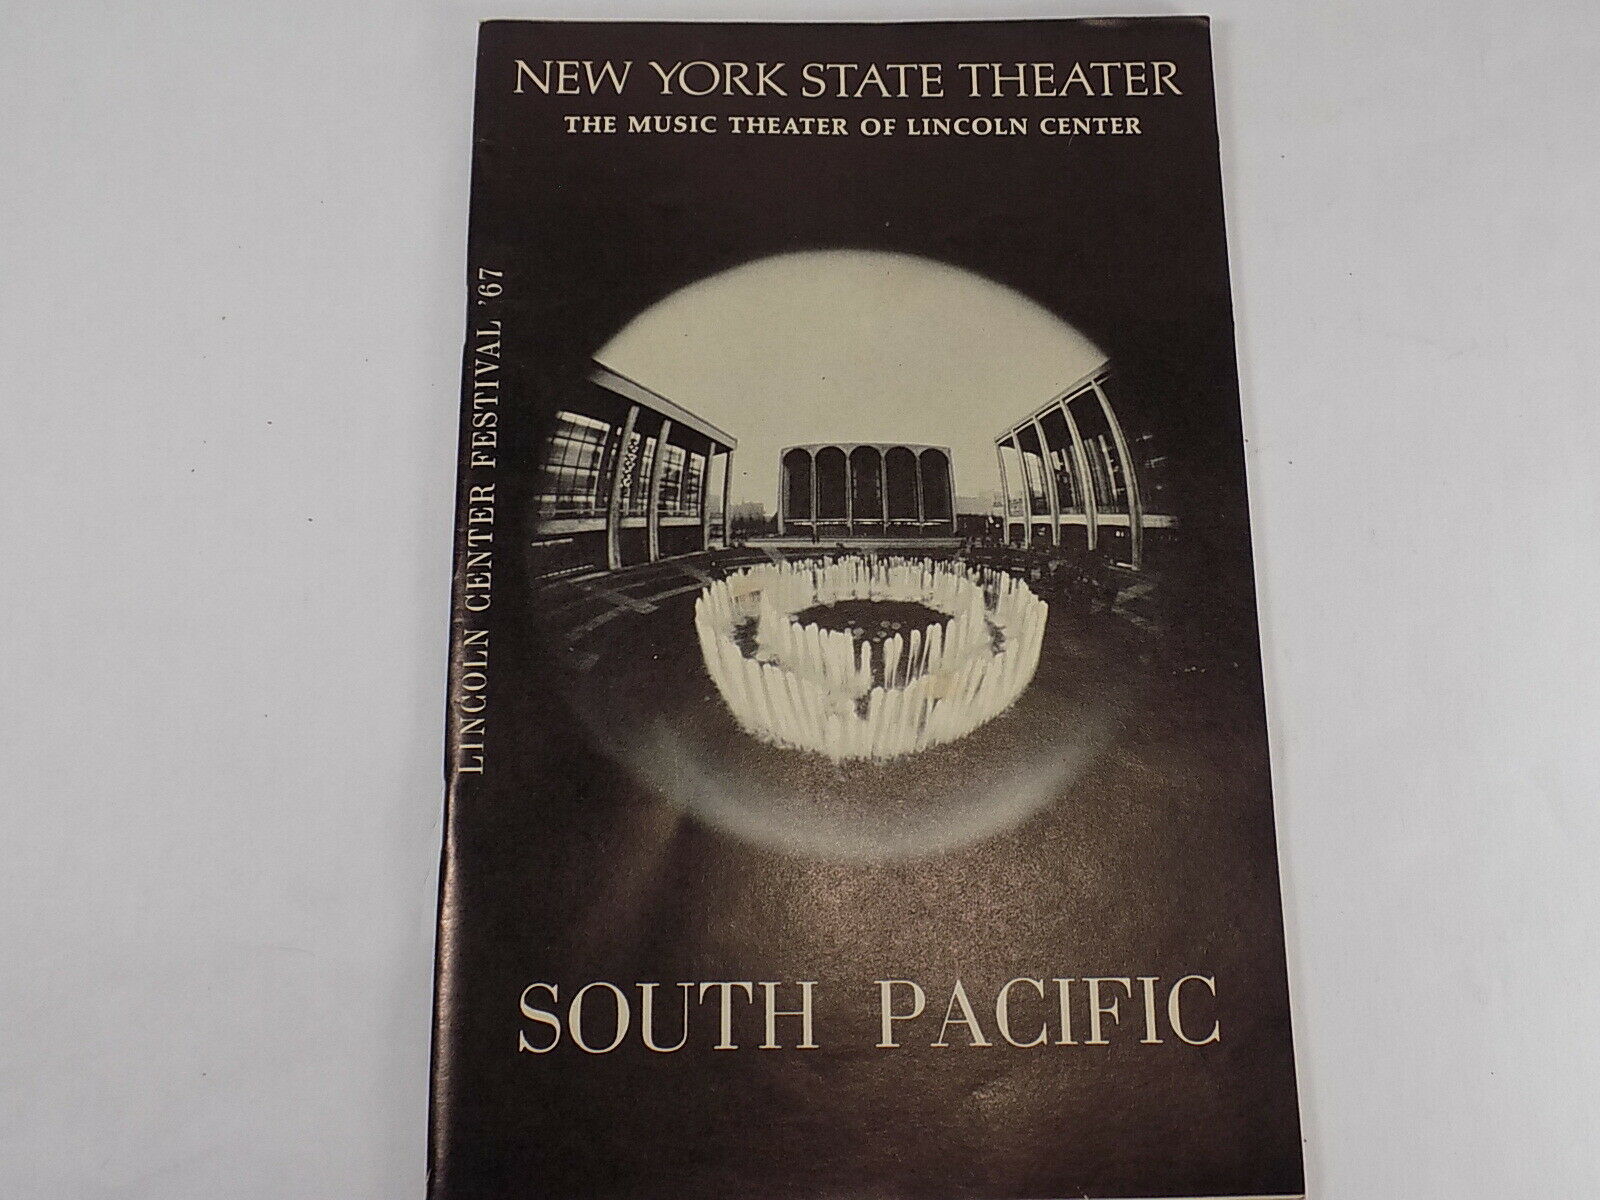 NEW YORK STATE THEATER
THE MUSIC THEATER OF LINCOLN CENTER
LINCOLN CENTER FESTIVAL '67
SOUTH PACIFIC